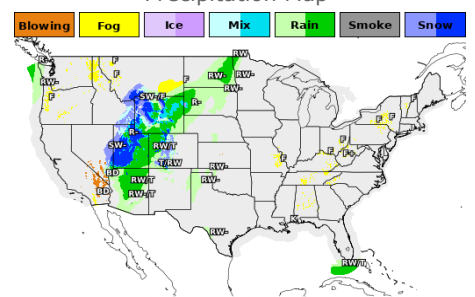 Precipitation Map
Blowing Fog Ice Mix Rain Smoke Snow
R- F RW
RW- F F RW- RW-
F SW-/F RW-
R- F
R- F F
SW- RW/T F
T/RW F F+
BD RW- F
BD RW/T RW-
RW-/T
K
RW-
RW/T